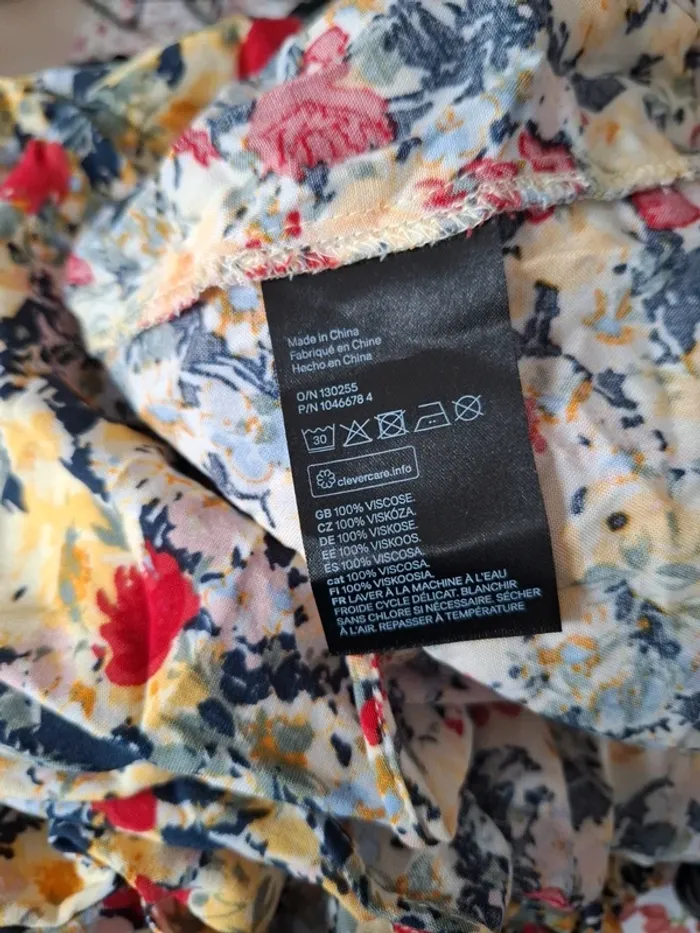 Made in China
Fabriqué en Chine
Hecho en China
O/N 130255
P/N 1046678 4
30
clevercare.info
GB 100% VISCOSE.
CZ 100% VISKÓZA.
DE 100% VISKOSE.
EE 100% VISKOOS.
ES 100% VISCOSA.
cat 100% VISCOSA.
FI 100% VISKOOSIA.
FR LAVER À LA MACHINE À L'EAU
FROIDE CYCLE DÉLICAT. BLANCHIR
SANS CHLORE SI NÉCESSAIRE. SÉCHER
À L'AIR. REPASSER À TEMPÉRATURE